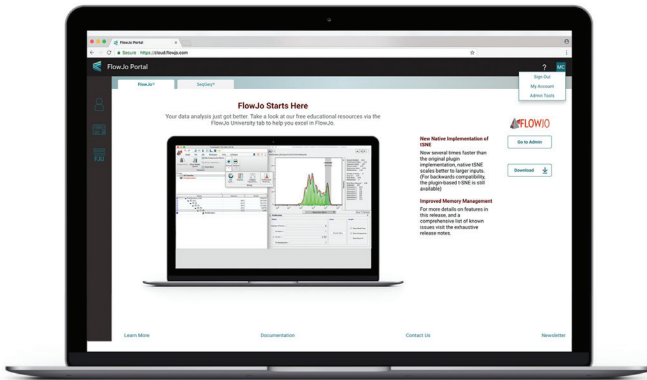 FlowJo Portal
Secure https://cloud.flowjo.com
FlowJo Portal
?
MC
Sign Out
My Account
Admin Tools
FlowJo®
SeqGeq®
FlowJo Starts Here
Your data analysis just got better. Take a look at our free educational resources via the
FlowJo University tab to help you excel in FlowJo.
FJU
New Native Implementation of
tSNE
Now several times faster than
the original plugin
implementation, native tSNE
scales better to larger inputs.
(For backwards compatibility,
the plugin-based t-SNE is still
available)
Improved Memory Management
For more details on features in
this release, and a
comprehensive list of known
issues visit the exhaustive
release notes.
FLOWJO
Go to Admin
Download
Learn More
Documentation
Contact Us
Newsletter